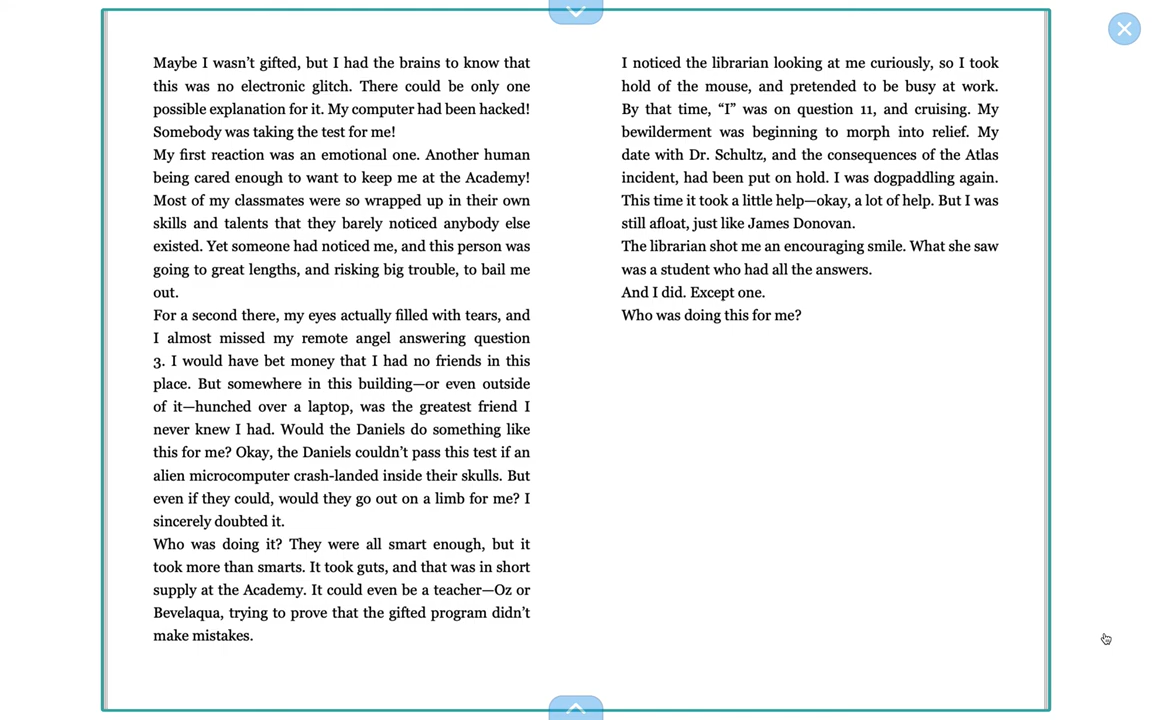 Maybe I wasn’t gifted, but I had the brains to know that
this was no electronic glitch. There could be only one
possible explanation for it. My computer had been hacked!
Somebody was taking the test for me!
My first reaction was an emotional one. Another human
being cared enough to want to keep me at the Academy!
Most of my classmates were so wrapped up in their own
skills and talents that they barely noticed anybody else
existed. Yet someone had noticed me, and this person was
going to great lengths, and risking big trouble, to bail me
out.
For a second there, my eyes actually filled with tears, and
I almost missed my remote angel answering question
3. I would have bet money that I had no friends in this
place. But somewhere in this building—or even outside
of it—hunched over a laptop, was the greatest friend I
never knew I had. Would the Daniels do something like
this for me? Okay, the Daniels couldn’t pass this test if an
alien microcomputer crash-landed inside their skulls. But
even if they could, would they go out on a limb for me? I
sincerely doubted it.
Who was doing it? They were all smart enough, but it
took more than smarts. It took guts, and that was in short
supply at the Academy. It could even be a teacher—Oz or
Bevelaqua, trying to prove that the gifted program didn’t
make mistakes.
I noticed the librarian looking at me curiously, so I took
hold of the mouse, and pretended to be busy at work.
By that time, “I” was on question 11, and cruising. My
bewilderment was beginning to morph into relief. My
date with Dr. Schultz, and the consequences of the Atlas
incident, had been put on hold. I was dogpaddling again.
This time it took a little help—okay, a lot of help. But I was
still afloat, just like James Donovan.
The librarian shot me an encouraging smile. What she saw
was a student who had all the answers.
And I did. Except one.
Who was doing this for me?